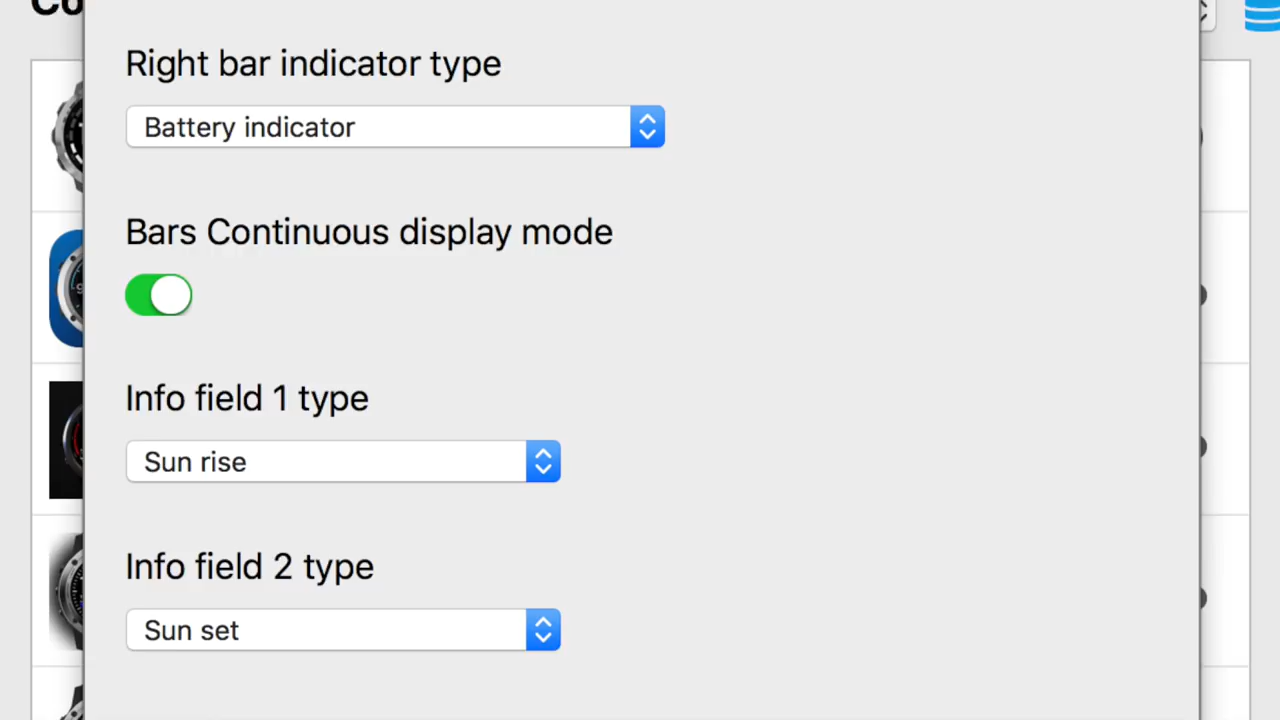 Right bar indicator type
Battery indicator
Bars Continuous display mode
Info field 1 type
Sun rise
Info field 2 type
Sun set